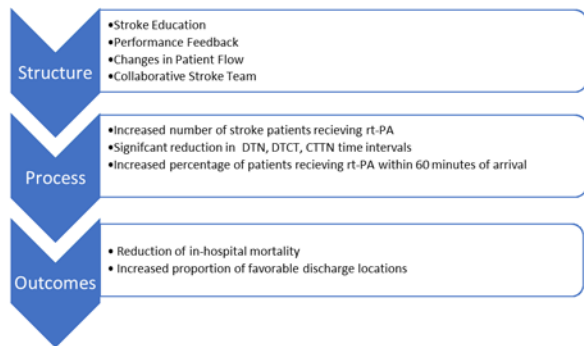 Structure
•Stroke Education
•Performance Feedback
•Changes in Patient Flow
•Collaborative Stroke Team
Process
•Increased number of stroke patients recieving rt-PA
•Signifcant reduction in DTN, DTCT, CTTN time intervals
•Increased percentage of patients recieving rt-PA within 60 minutes of arrival
Outcomes
• Reduction of in-hospital mortality
• Increased proportion of favorable discharge locations